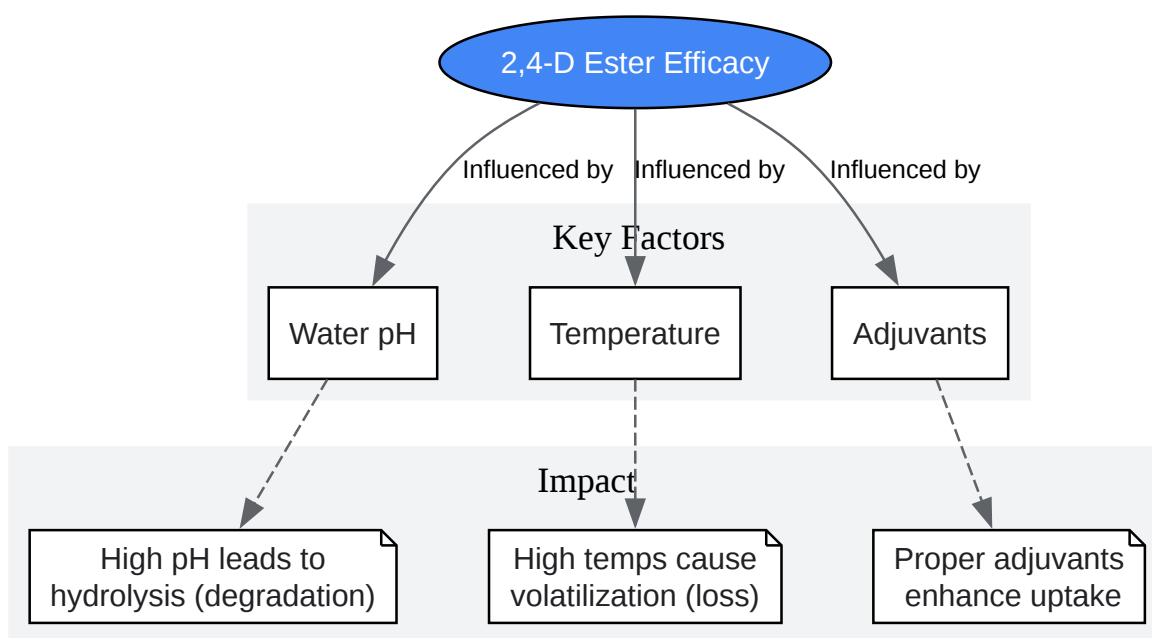 2,4-D Ester Efficacy
Influenced by
Influenced by
Influenced by
Key Factors
Water pH
Temperature
Adjuvants
Impact
High pH leads to
hydrolysis (degradation)
High temps cause
volatilization (loss)
Proper adjuvants
enhance uptake